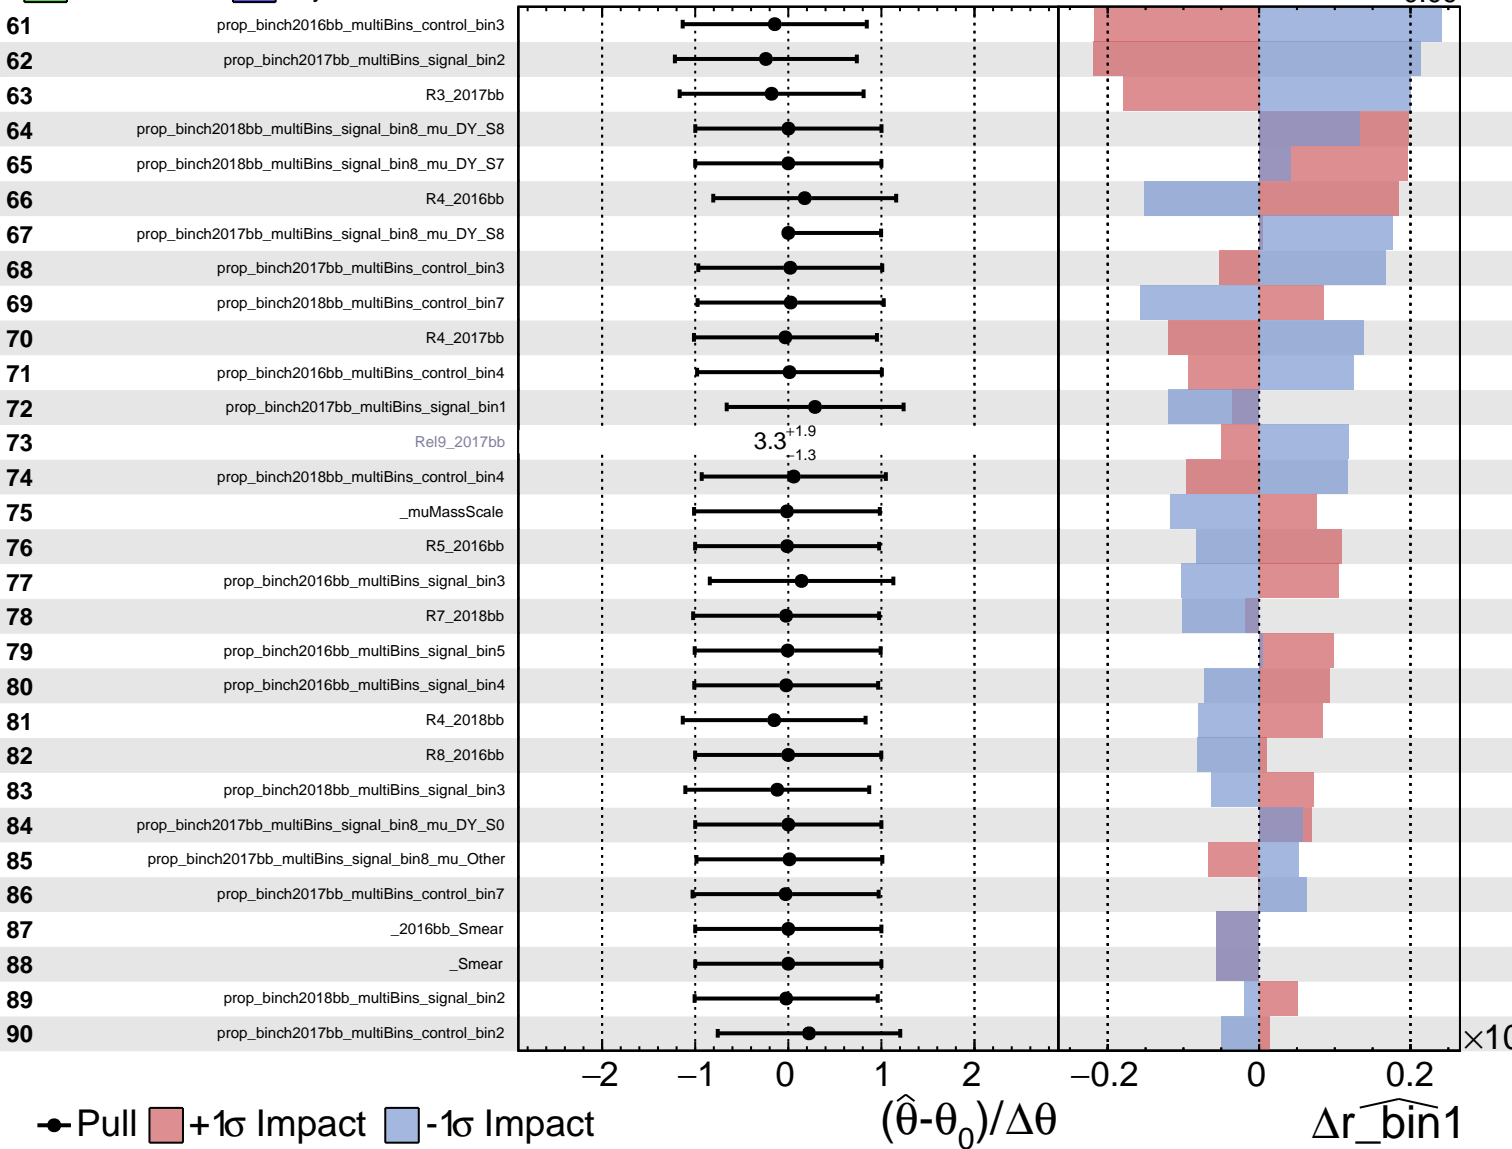 61 prop_binch2016bb_multiBins_control_bin3
62 prop_binch2017bb_multiBins_signal_bin2
63 R3_2017bb
64 prop_binch2018bb_multiBins_signal_bin8_mu_DY_S8
65 prop_binch2018bb_multiBins_signal_bin8_mu_DY_S7
66 R4_2016bb
67 prop_binch2017bb_multiBins_signal_bin8_mu_DY_S8
68 prop_binch2017bb_multiBins_control_bin3
69 prop_binch2018bb_multiBins_control_bin7
70 R4_2017bb
71 prop_binch2016bb_multiBins_control_bin4
72 prop_binch2017bb_multiBins_signal_bin1
73 Rel9_2017bb 3.3 +1.9 −1.3
74 prop_binch2018bb_multiBins_control_bin4
75 _muMassScale
76 R5_2016bb
77 prop_binch2016bb_multiBins_signal_bin3
78 R7_2018bb
79 prop_binch2016bb_multiBins_signal_bin5
80 prop_binch2016bb_multiBins_signal_bin4
81 R4_2018bb
82 R8_2016bb
83 prop_binch2018bb_multiBins_signal_bin3
84 prop_binch2017bb_multiBins_signal_bin8_mu_DY_S0
85 prop_binch2017bb_multiBins_signal_bin8_mu_Other
86 prop_binch2017bb_multiBins_control_bin7
87 _2016bb_Smear
88 _Smear
89 prop_binch2018bb_multiBins_signal_bin2
90 prop_binch2017bb_multiBins_control_bin2
×10
−2 −1 0 1 2 −0.2 0 0.2
Pull +1σ Impact -1σ Impact (θ̂-θ₀)/Δθ Δr_bin1